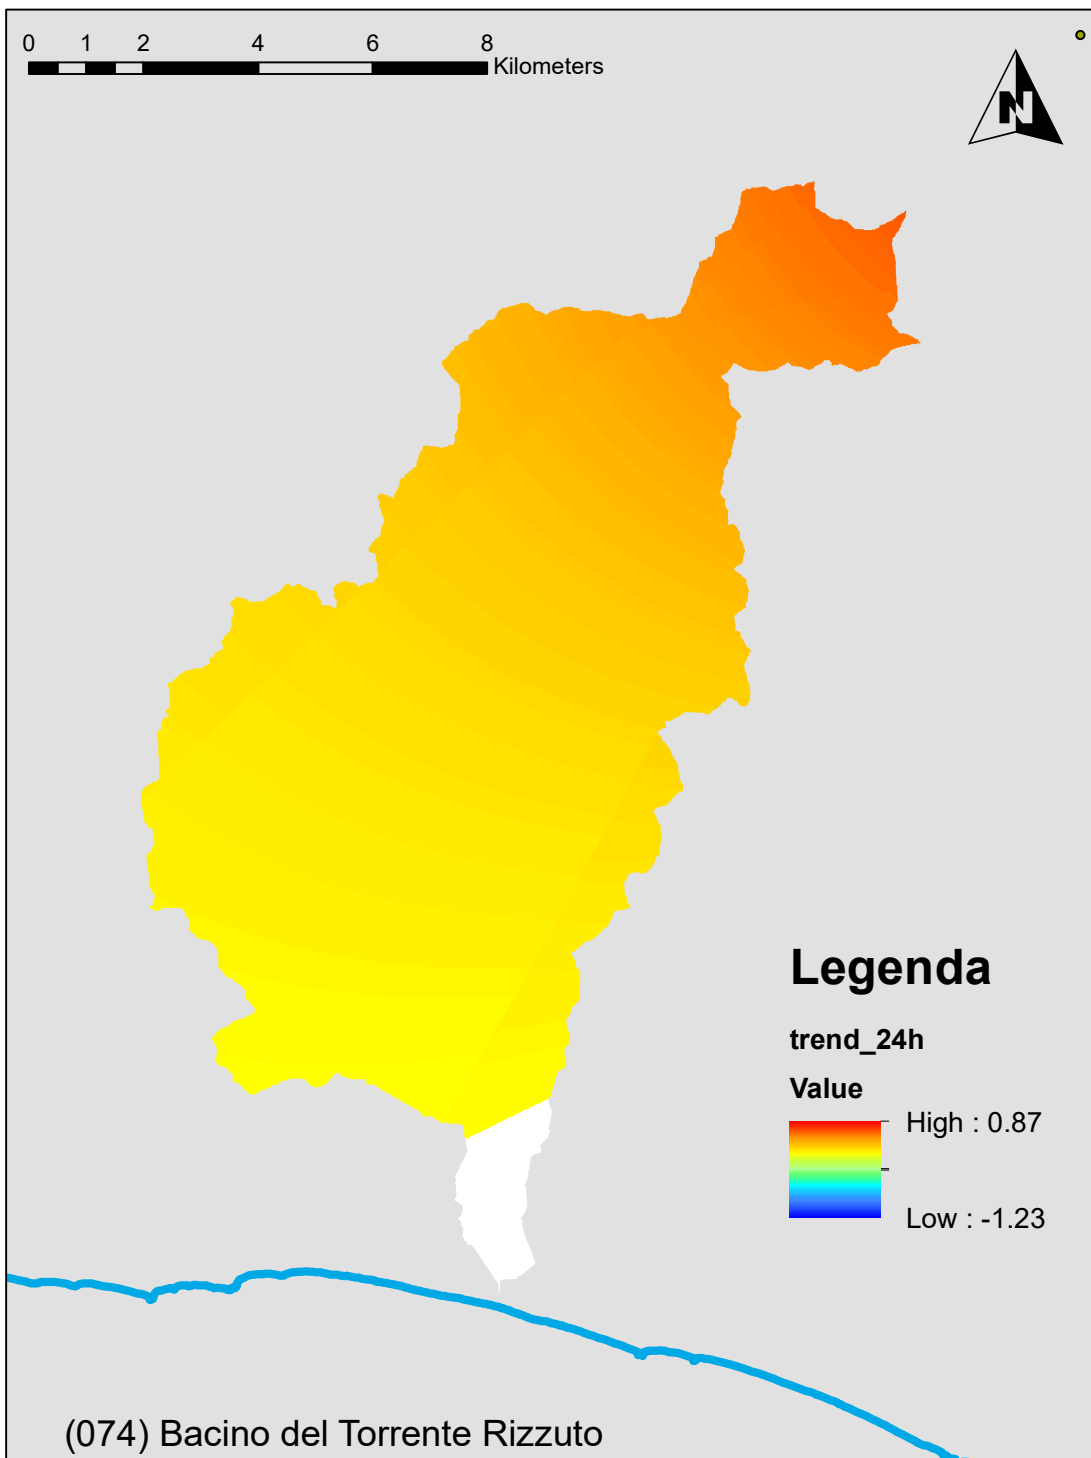 0 1 2 4 6 8
Kilometers
N
Legenda
trend_24h
Value
High : 0.87
Low : -1.23
(074) Bacino del Torrente Rizzuto